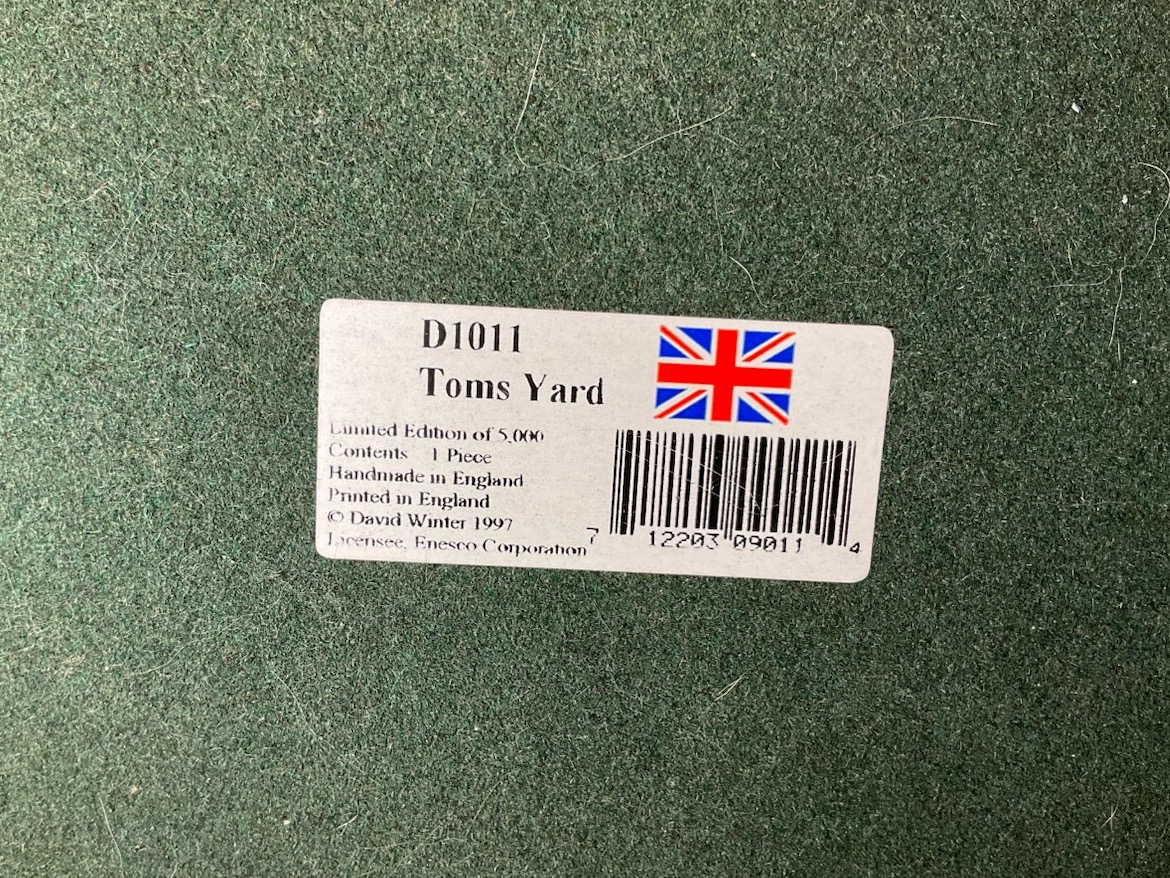 D1011
Toms Yard
Limited Edition of 5,000
Contents 1 Piece
Handmade in England
Printed in England
© David Winter 1997
Licensee, Enesco Corporation
7 12203 09011 4